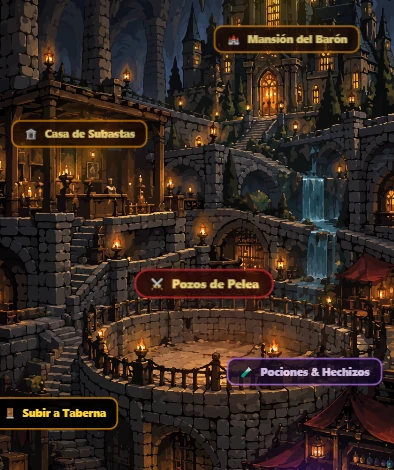 Mansión del Barón
Casa de Subastas
Pozos de Pelea
Pociones & Hechizos
Subir a Taberna